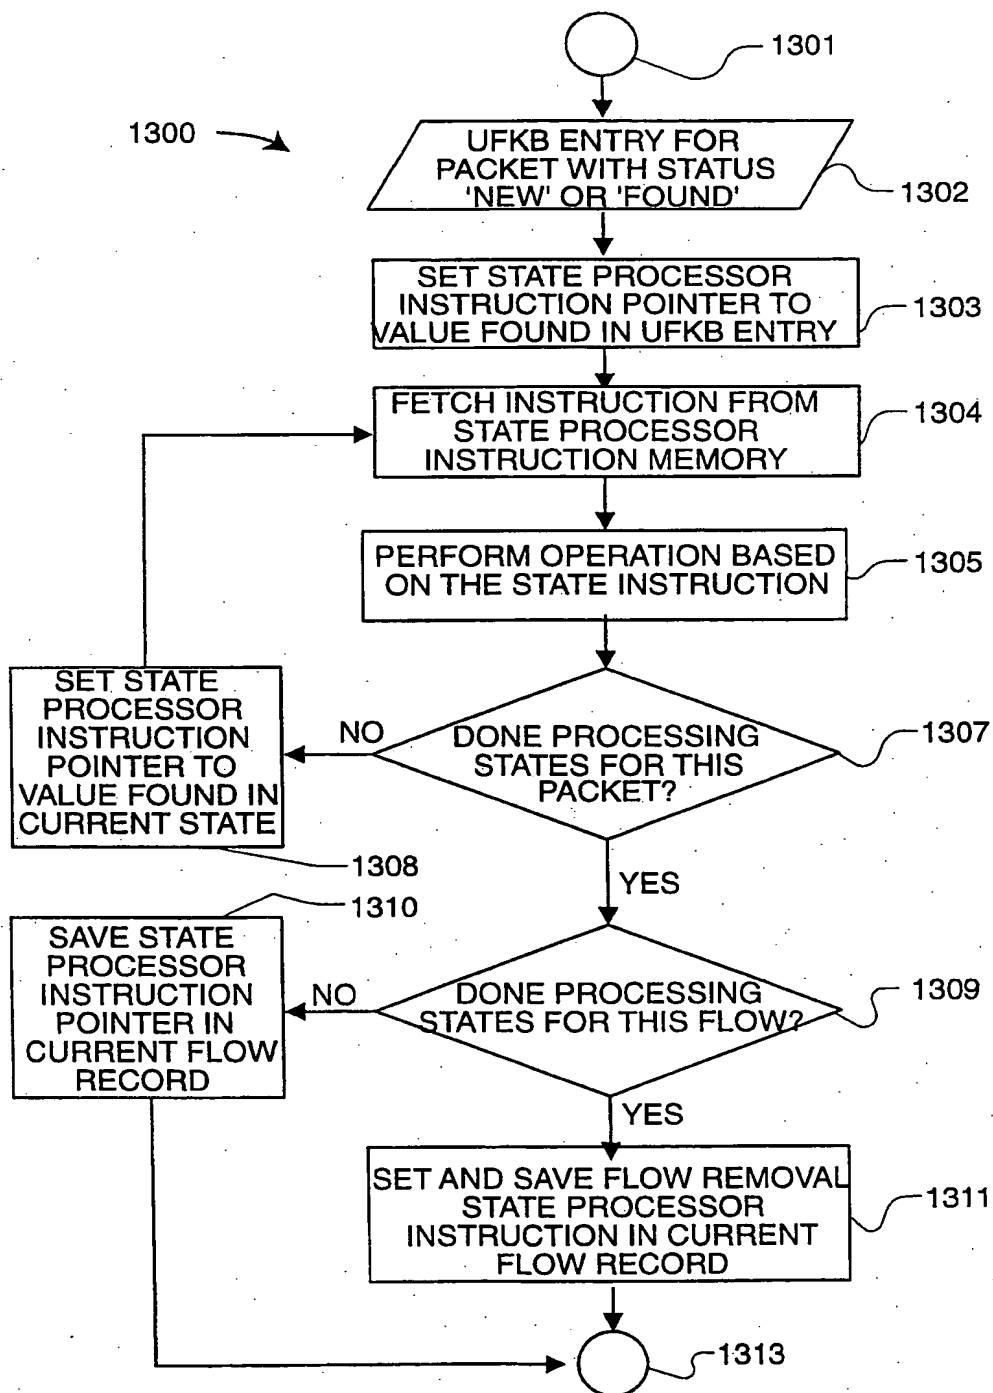 1301
1300
UFKB ENTRY FOR
PACKET WITH STATUS
'NEW' OR 'FOUND'
1302
SET STATE PROCESSOR
INSTRUCTION POINTER TO
VALUE FOUND IN UFKB ENTRY
1303
FETCH INSTRUCTION FROM
STATE PROCESSOR
INSTRUCTION MEMORY
1304
PERFORM OPERATION BASED
ON THE STATE INSTRUCTION
1305
SET STATE
PROCESSOR
INSTRUCTION
POINTER TO
VALUE FOUND IN
CURRENT STATE
NO
DONE PROCESSING
STATES FOR THIS
PACKET?
1307
1308
YES
1310
SAVE STATE
PROCESSOR
INSTRUCTION
POINTER IN
CURRENT FLOW
RECORD
NO
DONE PROCESSING
STATES FOR THIS FLOW?
1309
YES
SET AND SAVE FLOW REMOVAL
STATE PROCESSOR
INSTRUCTION IN CURRENT
FLOW RECORD
1311
1313